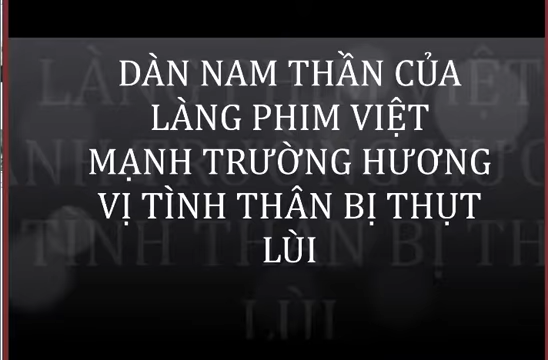 DÀN NAM THẦN CỦA
LÀNG PHIM VIỆT
MẠNH TRƯỜNG HƯƠNG
VỊ TÌNH THÂN BỊ THỤT
LÙI